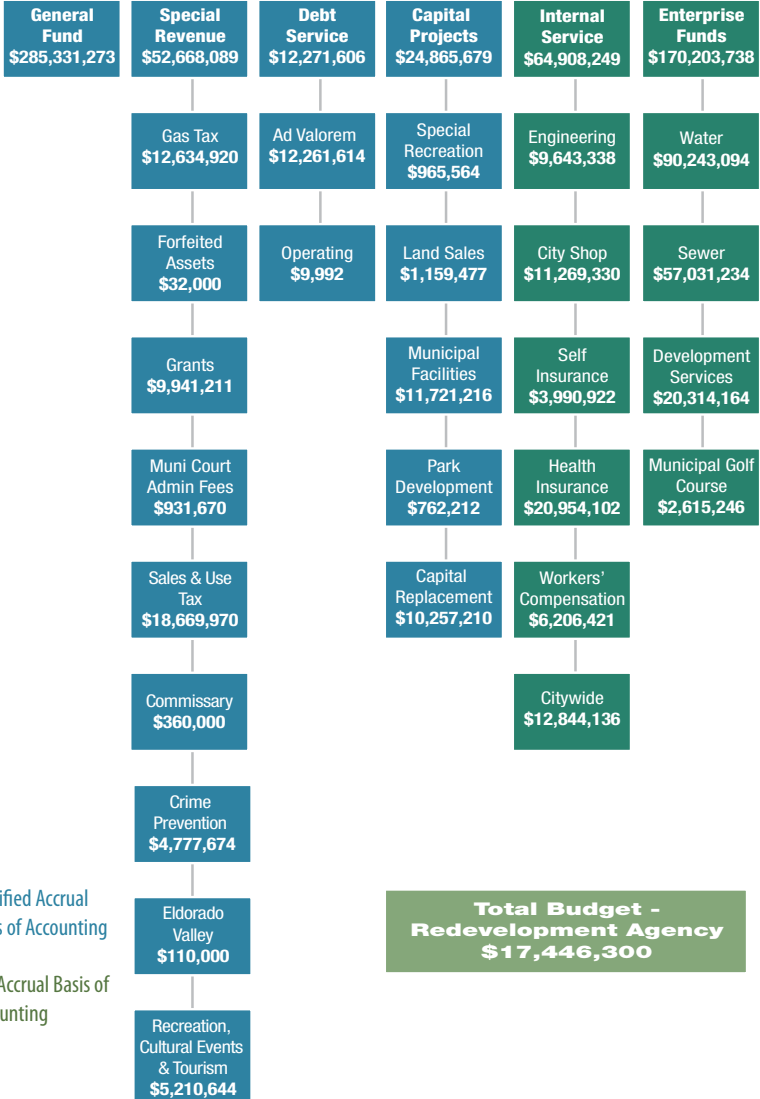 General
Fund
$285,331,273
Special
Revenue
$52,668,089
Debt
Service
$12,271,606
Capital
Projects
$24,865,679
Internal
Service
$64,908,249
Enterprise
Funds
$170,203,738
Gas Tax
$12,634,920
Ad Valorem
$12,261,614
Special
Recreation
$965,564
Engineering
$9,643,338
Water
$90,243,094
Forfeited
Assets
$32,000
Operating
$9,992
Land Sales
$1,159,477
City Shop
$11,269,330
Sewer
$57,031,234
Grants
$9,941,211
Municipal
Facilities
$11,721,216
Self
Insurance
$3,990,922
Development
Services
$20,314,164
Muni Court
Admin Fees
$931,670
Park
Development
$762,212
Health
Insurance
$20,954,102
Municipal Golf
Course
$2,615,246
Sales & Use
Tax
$18,669,970
Capital
Replacement
$10,257,210
Workers'
Compensation
$6,206,421
Commissary
$360,000
Citywide
$12,844,136
Crime
Prevention
$4,777,674
ified Accrual
s of Accounting
Eldorado
Valley
$110,000
Total Budget -
Redevelopment Agency
$17,446,300
Accrual Basis of
unting
Recreation,
Cultural Events
& Tourism
$5,210,644